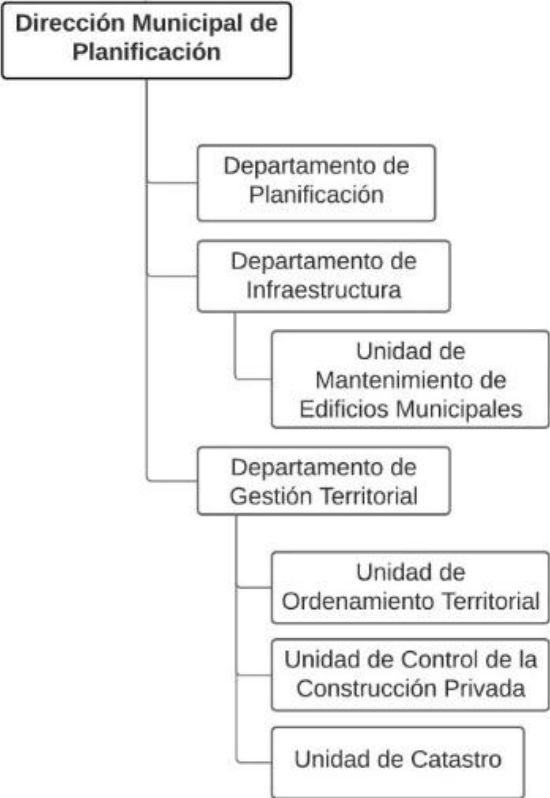 Dirección Municipal de
Planificación
Departamento de
Planificación
Departamento de
Infraestructura
Unidad de
Mantenimiento de
Edificios Municipales
Departamento de
Gestión Territorial
Unidad de
Ordenamiento Territorial
Unidad de Control de la
Construcción Privada
Unidad de Catastro